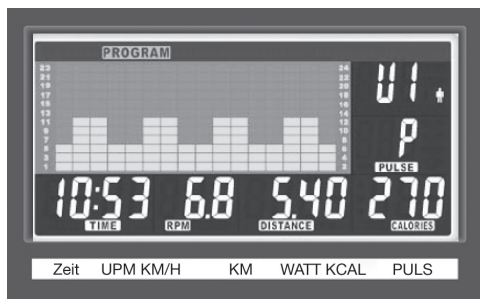 PROGRAM
23 24
21 22
19 20
17 18
15 16
13 14
11 12
9 10
7 8
5 6
3 4
1 2
U1
P
PULSE
10:53 6.8 5.40 270
TIME RPM DISTANCE CALORIES
Zeit UPM KM/H KM WATT KCAL PULS